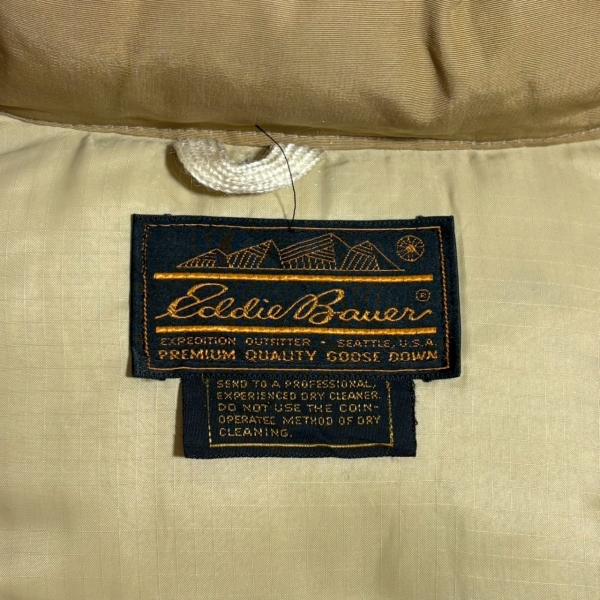 Eddie Bauer®
EXPEDITION OUTFITTER - SEATTLE, U.S.A.
PREMIUM QUALITY GOOSE DOWN
SEND TO A PROFESSIONAL,
EXPERIENCED DRY CLEANER.
DO NOT USE THE COIN-
OPERATED METHOD OF DRY
CLEANING.